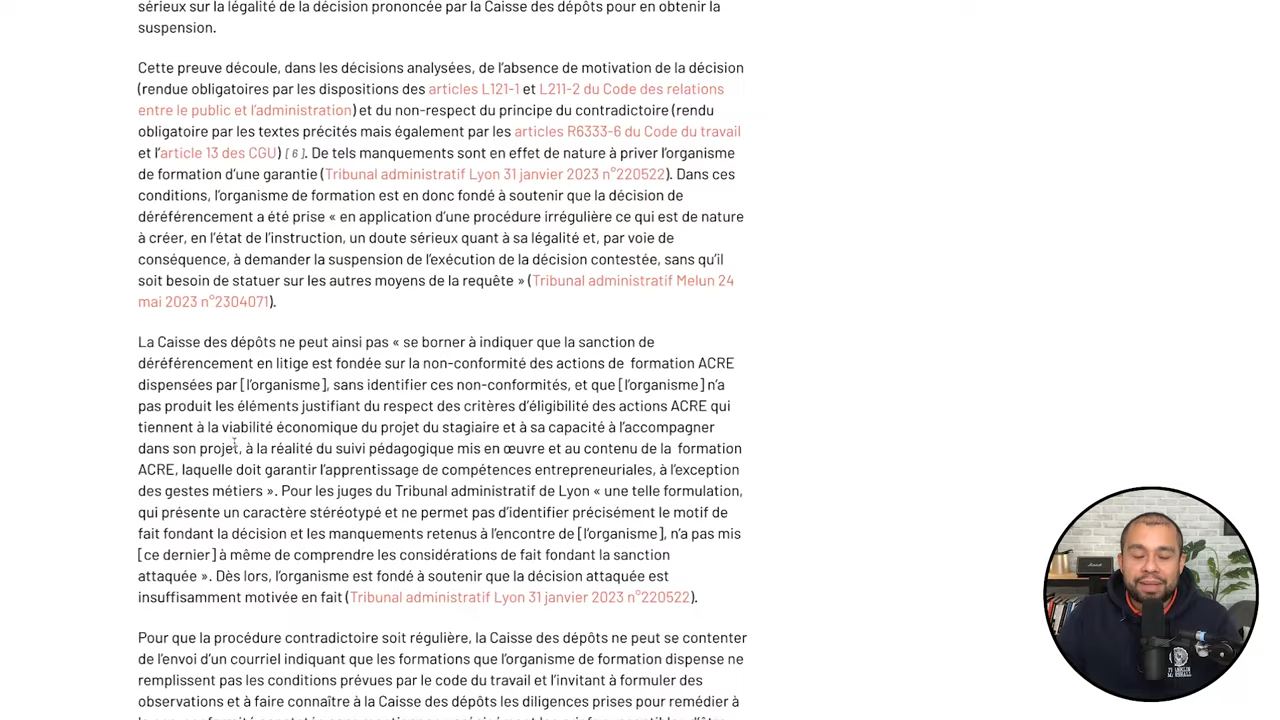 sérieux sur la légalité de la décision prononcée par la Caisse des dépôts pour en obtenir la
suspension.
Cette preuve découle, dans les décisions analysées, de l'absence de motivation de la décision
(rendue obligatoires par les dispositions des articles L121-1 et L211-2 du Code des relations
entre le public et l'administration) et du non-respect du principe du contradictoire (rendu
obligatoire par les textes précités mais également par les articles R6333-6 du Code du travail
et l'article 13 des CGU) [ 6 ]. De tels manquements sont en effet de nature à priver l'organisme
de formation d'une garantie (Tribunal administratif Lyon 31 janvier 2023 n°220522). Dans ces
conditions, l'organisme de formation est en donc fondé à soutenir que la décision de
déréférencement a été prise « en application d'une procédure irrégulière ce qui est de nature
à créer, en l'état de l'instruction, un doute sérieux quant à sa légalité et, par voie de
conséquence, à demander la suspension de l'exécution de la décision contestée, sans qu'il
soit besoin de statuer sur les autres moyens de la requête » (Tribunal administratif Melun 24
mai 2023 n°2304071).
La Caisse des dépôts ne peut ainsi pas « se borner à indiquer que la sanction de
déréférencement en litige est fondée sur la non-conformité des actions de formation ACRE
dispensées par [l'organisme], sans identifier ces non-conformités, et que [l'organisme] n'a
pas produit les éléments justifiant du respect des critères d'éligibilité des actions ACRE qui
tiennent à la viabilité économique du projet du stagiaire et à sa capacité à l'accompagner
dans son projet, à la réalité du suivi pédagogique mis en œuvre et au contenu de la formation
ACRE, laquelle doit garantir l'apprentissage de compétences entrepreneuriales, à l'exception
des gestes métiers ». Pour les juges du Tribunal administratif de Lyon « une telle formulation,
qui présente un caractère stéréotypé et ne permet pas d'identifier précisément le motif de
fait fondant la décision et les manquements retenus à l'encontre de [l'organisme], n'a pas mis
[ce dernier] à même de comprendre les considérations de fait fondant la sanction
attaquée ». Dès lors, l'organisme est fondé à soutenir que la décision attaquée est
insuffisamment motivée en fait (Tribunal administratif Lyon 31 janvier 2023 n°220522).
Pour que la procédure contradictoire soit régulière, la Caisse des dépôts ne peut se contenter
de l'envoi d'un courriel indiquant que les formations que l'organisme de formation dispense ne
remplissent pas les conditions prévues par le code du travail et l'invitant à formuler des
observations et à faire connaître à la Caisse des dépôts les diligences prises pour remédier à